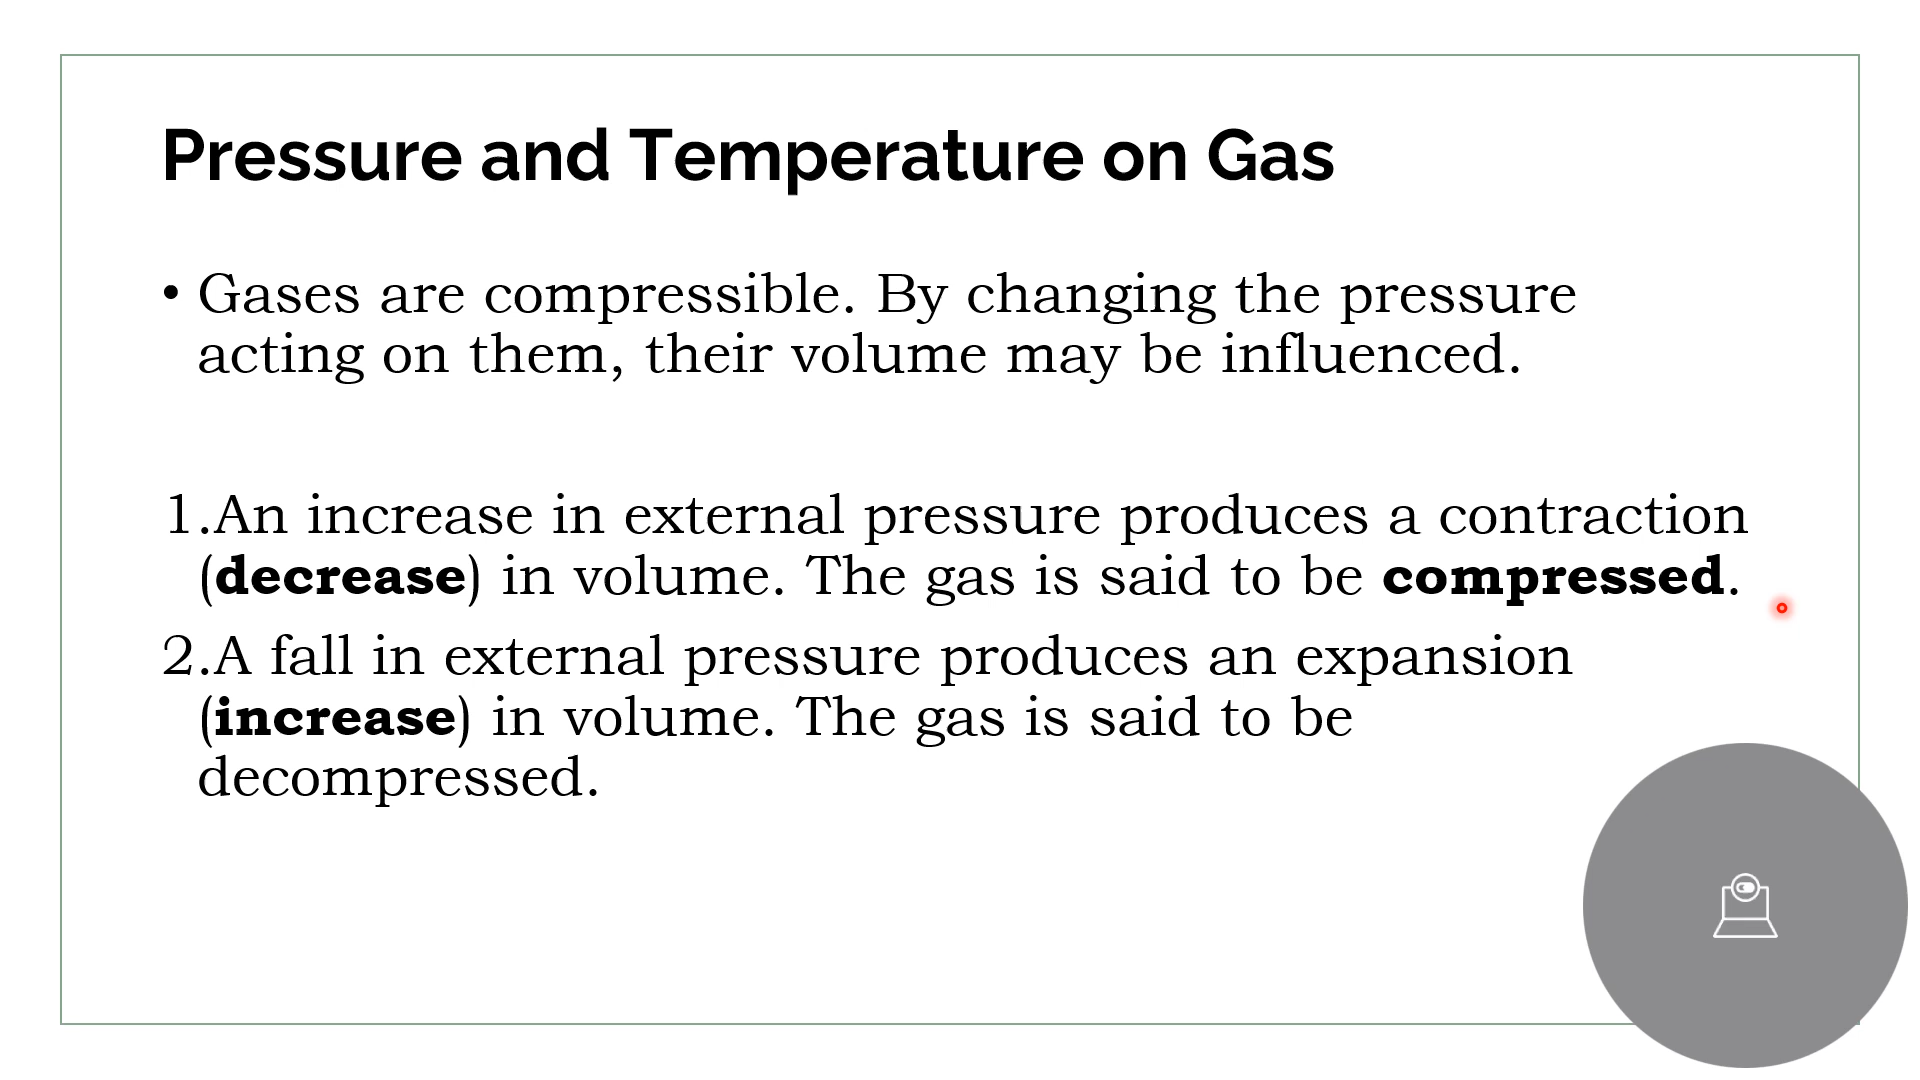 Pressure and Temperature on Gas
• Gases are compressible. By changing the pressure
acting on them, their volume may be influenced.
1.An increase in external pressure produces a contraction
(decrease) in volume. The gas is said to be compressed.
2.A fall in external pressure produces an expansion
(increase) in volume. The gas is said to be
decompressed.